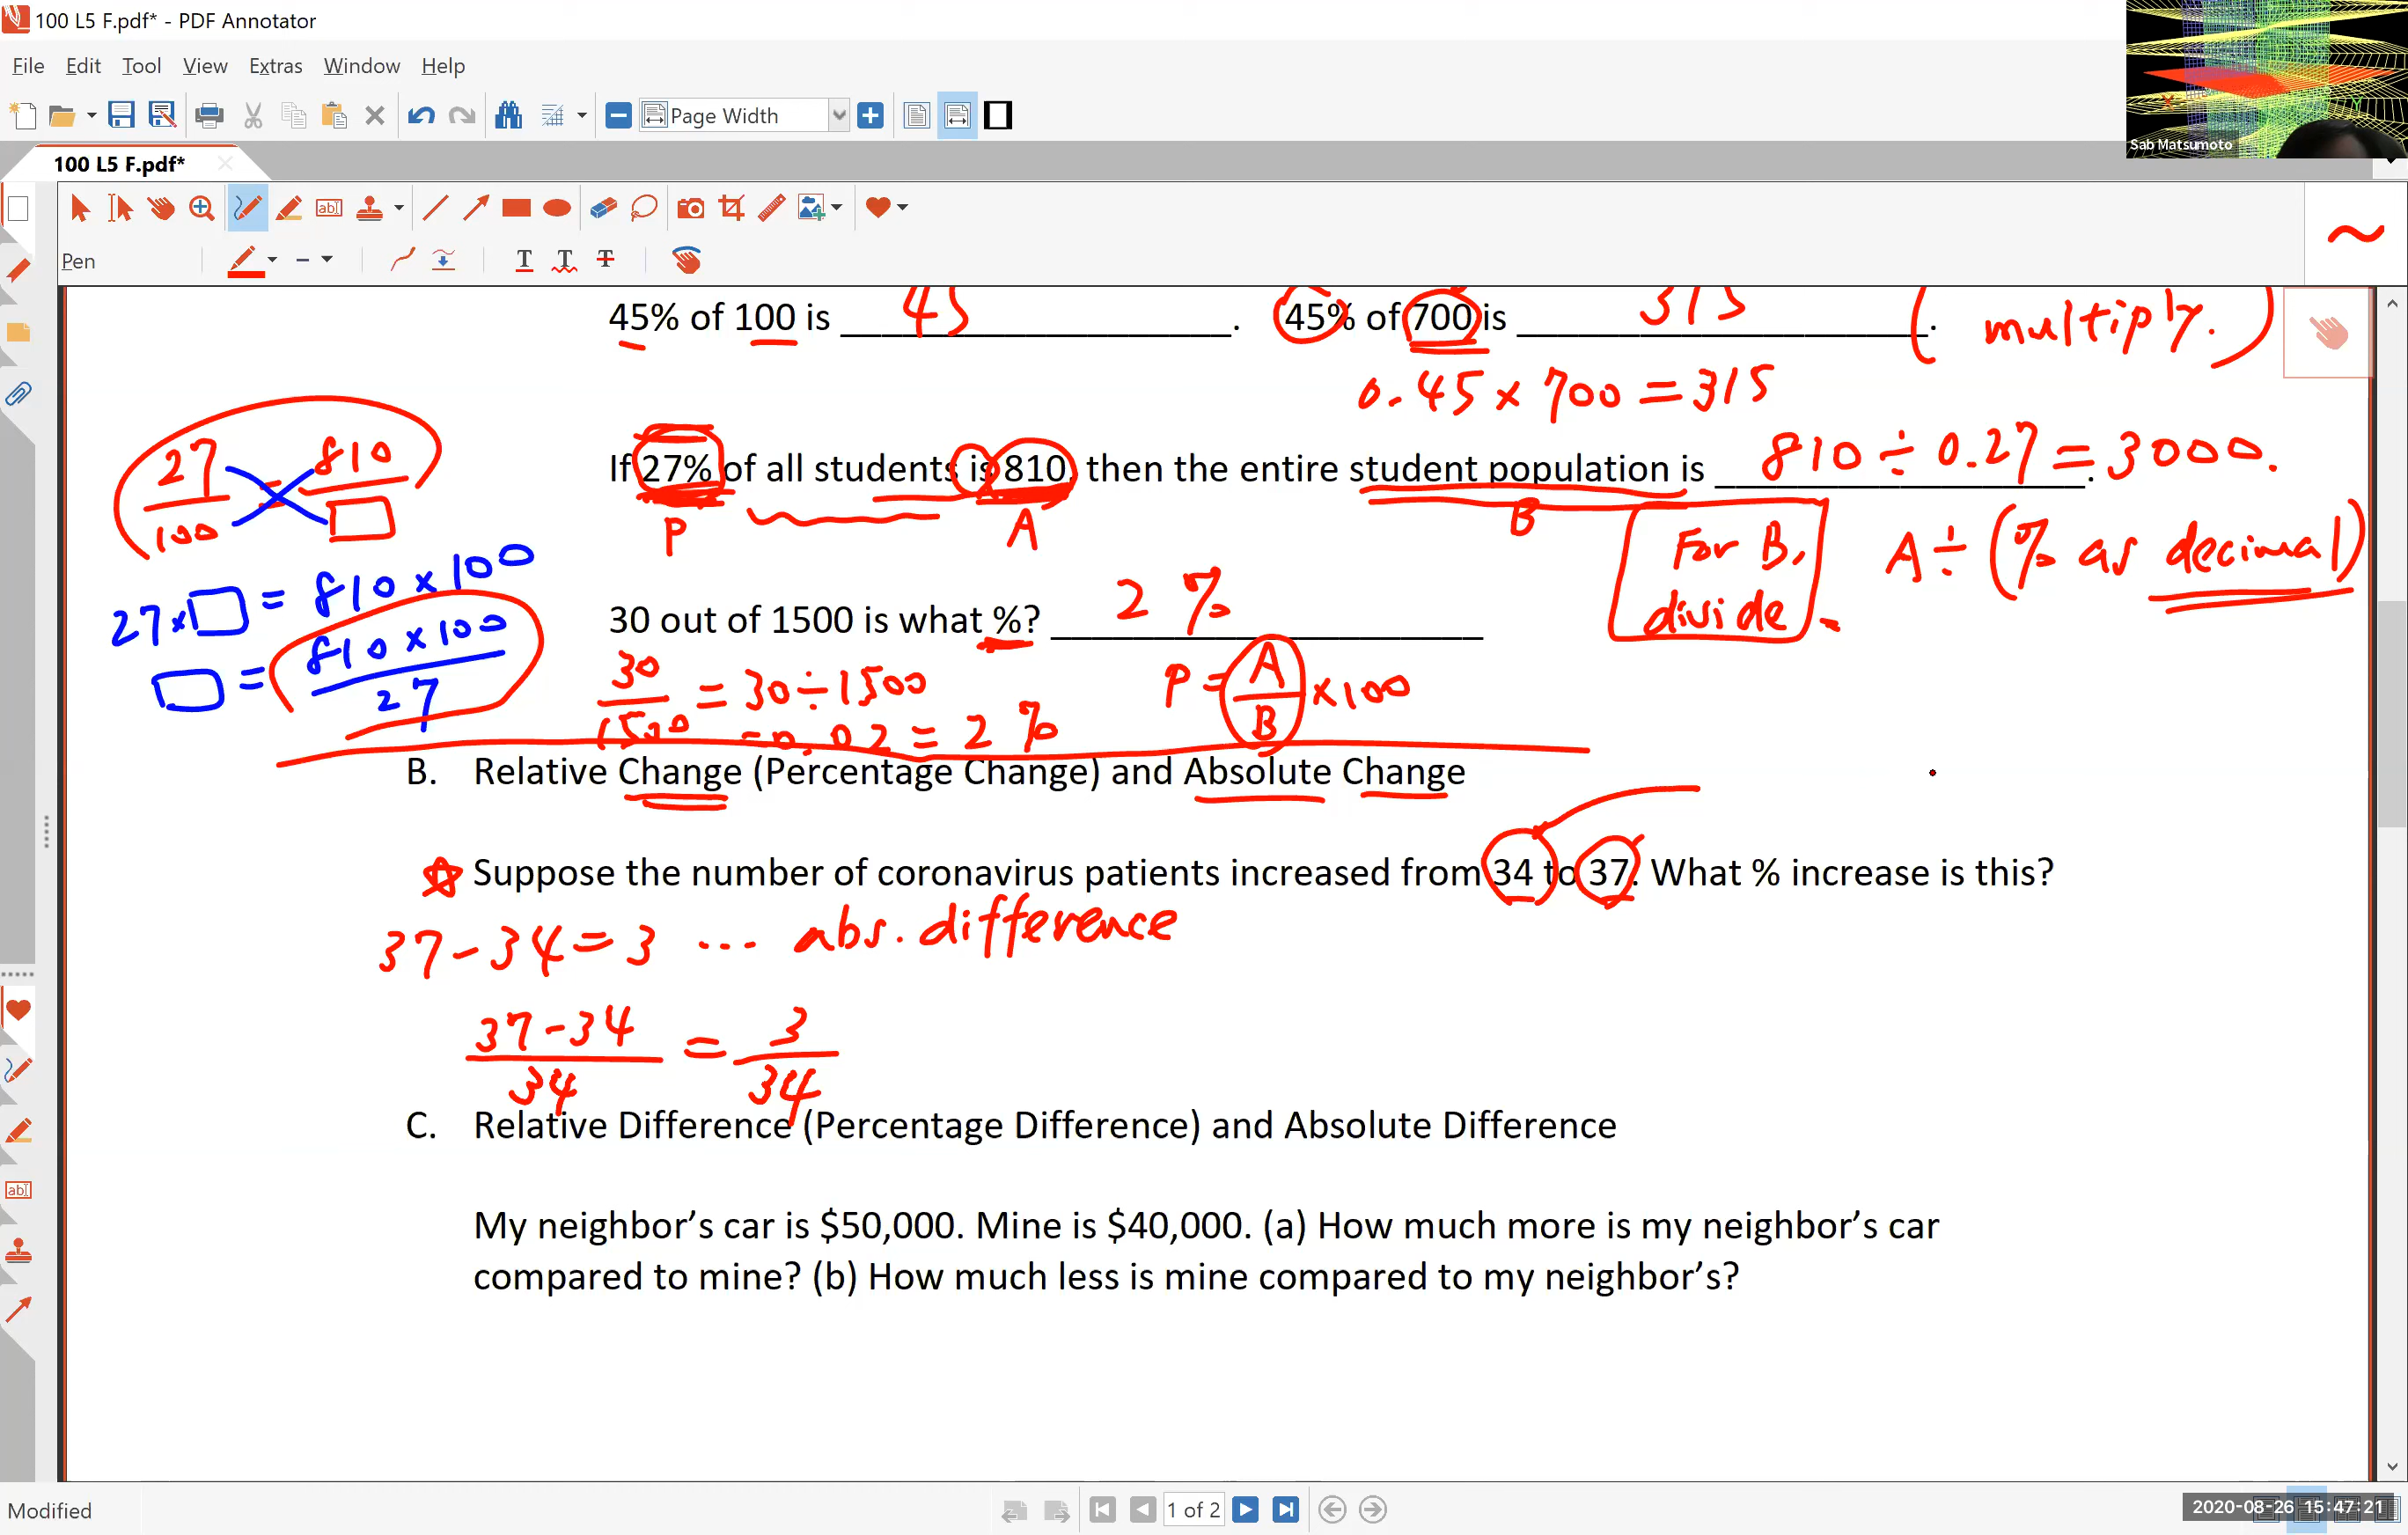 100 L5 F.pdf* - PDF Annotator
File Edit Tool View Extras Window Help
Page Width
100 L5 F.pdf*
Sab Matsumoto
Pen
45% of 100 is 45. 45% of 700 is 315. (multiply.)
0.45 × 700 = 315
27/100 = 810/□
If 27% of all students is 810, then the entire student population is 810 ÷ 0.27 = 3000.
P A B
For B, divide. A ÷ (% as decimal)
27 × □ = 810 × 100
30 out of 1500 is what %? 2%
□ = 810 × 100 / 27
30/1500 = 30 ÷ 1500
P = A/B × 100
= 0.02 = 2%
B. Relative Change (Percentage Change) and Absolute Change
Suppose the number of coronavirus patients increased from 34 to 37. What % increase is this?
37 - 34 = 3 ... abs. difference
37 - 34 / 34 = 3/34
C. Relative Difference (Percentage Difference) and Absolute Difference
My neighbor’s car is $50,000. Mine is $40,000. (a) How much more is my neighbor’s car
compared to mine? (b) How much less is mine compared to my neighbor’s?
Modified
1 of 2
2020-08-26 15:47:21